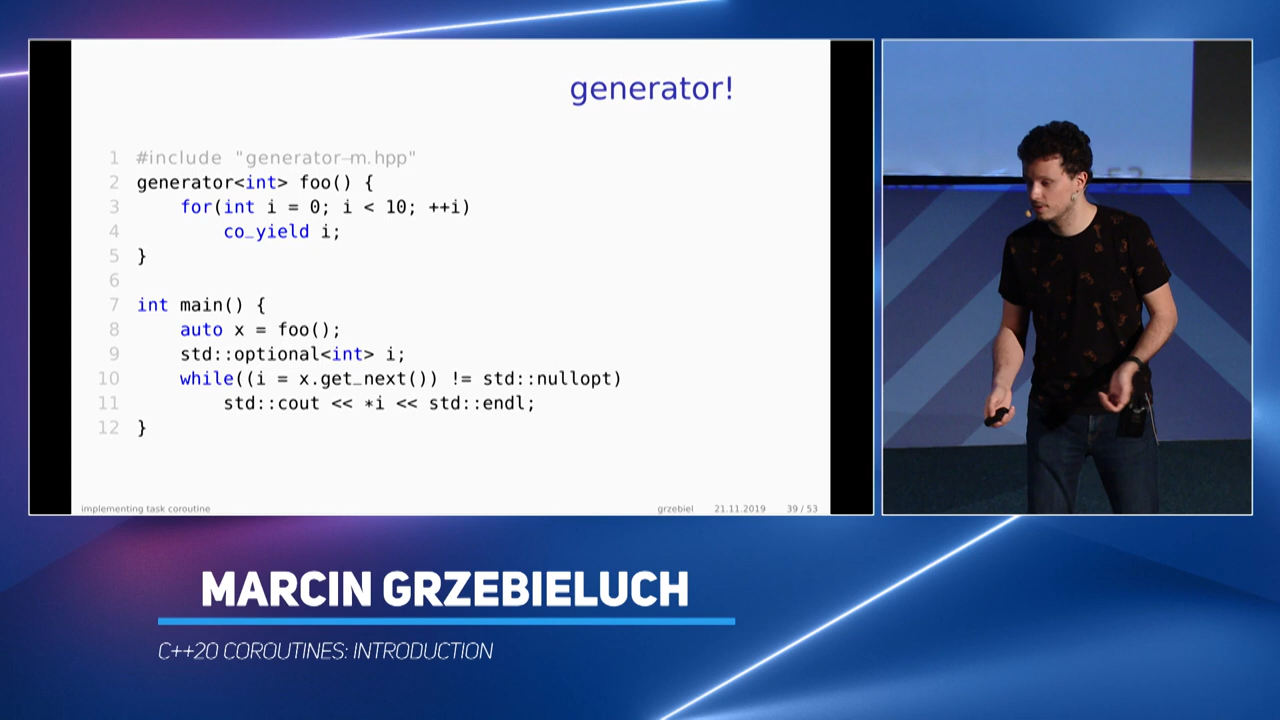 generator!
1 #include "generator-m.hpp"
2 generator<int> foo() {
3 for(int i = 0; i < 10; ++i)
4 co_yield i;
5 }
6
7 int main() {
8 auto x = foo();
9 std::optional<int> i;
10 while((i = x.get_next()) != std::nullopt)
11 std::cout << *i << std::endl;
12 }
implementing task coroutine grzebiel 21.11.2019 39 / 53
53
MARCIN GRZEBIELUCH
C++20 COROUTINES: INTRODUCTION